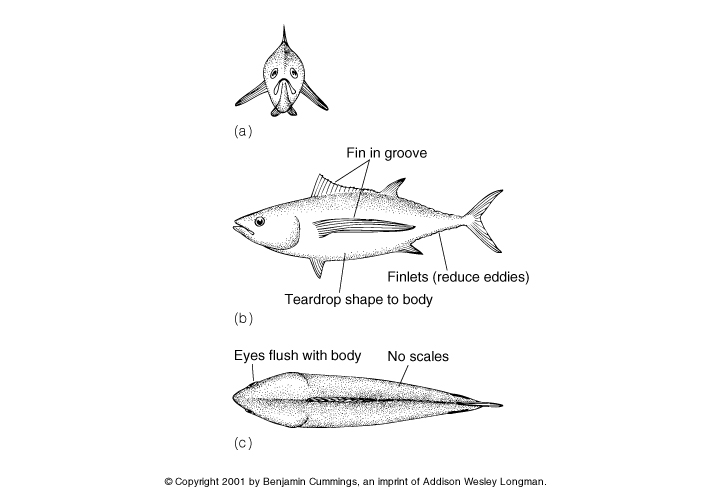 (a)
Fin in groove
Finlets (reduce eddies)
Teardrop shape to body
(b)
Eyes flush with body
No scales
(c)
© Copyright 2001 by Benjamin Cummings, an imprint of Addison Wesley Longman.